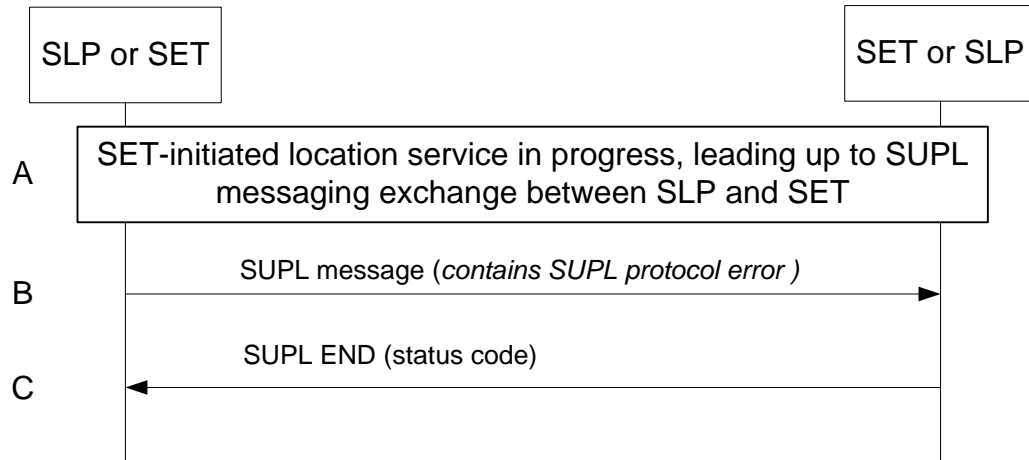 SLP or SET
SET or SLP
A
SET-initiated location service in progress, leading up to SUPL
messaging exchange between SLP and SET
SUPL message (contains SUPL protocol error )
B
SUPL END (status code)
C